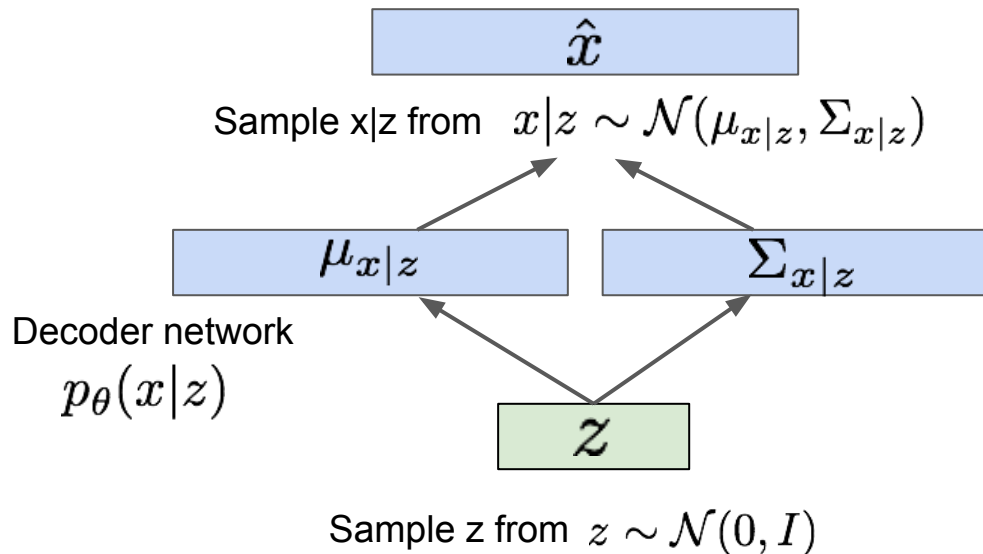 x̂
Sample x|z from x|z ∼ 𝒩(μ_{x|z}, Σ_{x|z})
μ_{x|z} Σ_{x|z}
Decoder network
p_θ(x|z)
z
Sample z from z ∼ 𝒩(0, I)